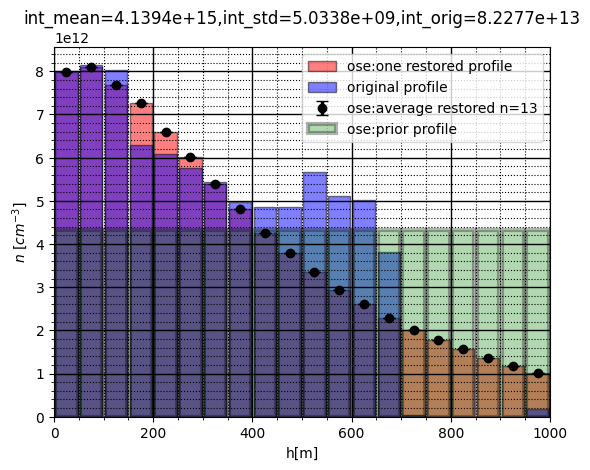 int_mean=4.1394e+15,int_std=5.0338e+09,int_orig=8.2277e+13
1e12
8
7
6
5
4
3
2
1
0
n [cm⁻³]
ose:one restored profile
original profile
ose:average restored n=13
ose:prior profile
0 200 400 600 800 1000
h[m]